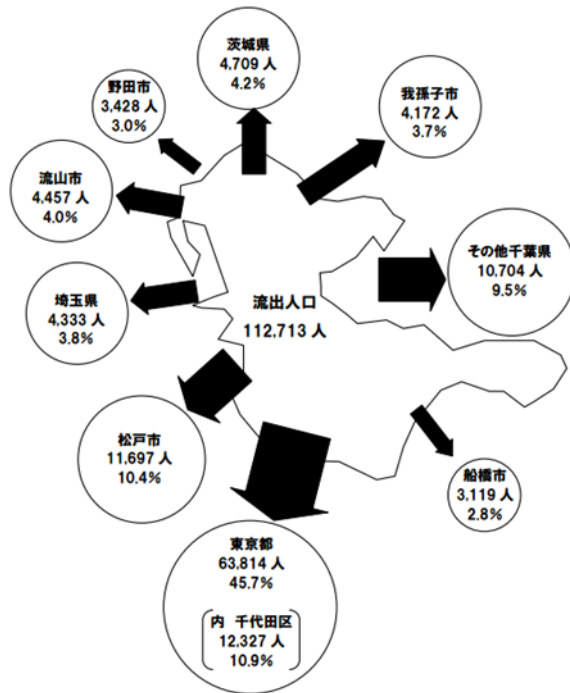 茨城県
4,709 人
4.2%
野田市
3,428 人
3.0%
我孫子市
4,172 人
3.7%
流山市
4,457 人
4.0%
その他千葉県
10,704 人
9.5%
埼玉県
4,333 人
3.8%
流出人口
112,713 人
松戸市
11,697 人
10.4%
船橋市
3,119 人
2.8%
東京都
63,814 人
45.7%
内 千代田区
12,327 人
10.9%